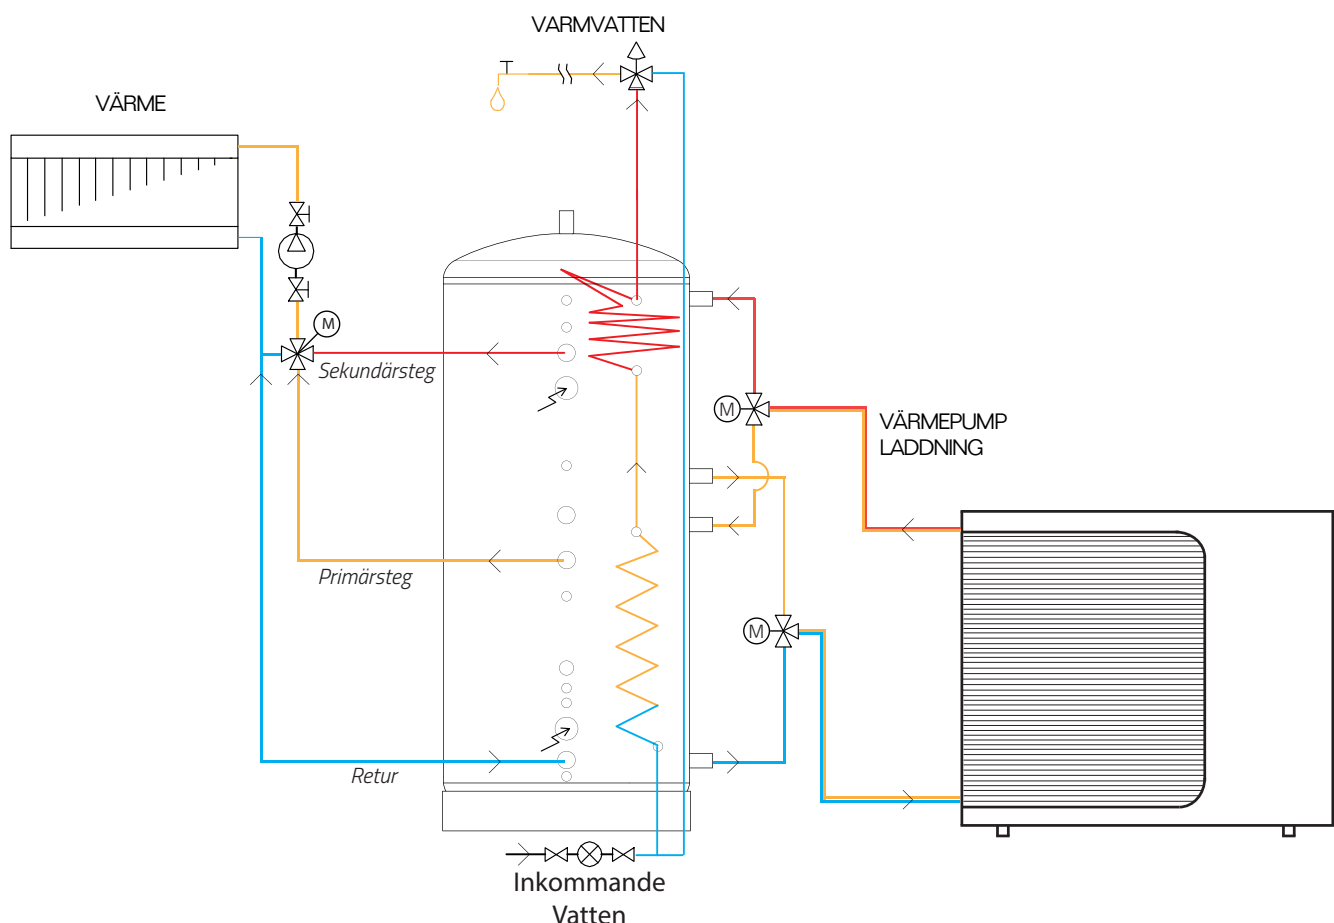 VARMVATTEN
VÄRME
M
Sekundärsteg
M
VÄRMEPUMP
LADDNING
Primärsteg
M
Retur
Inkommande
Vatten